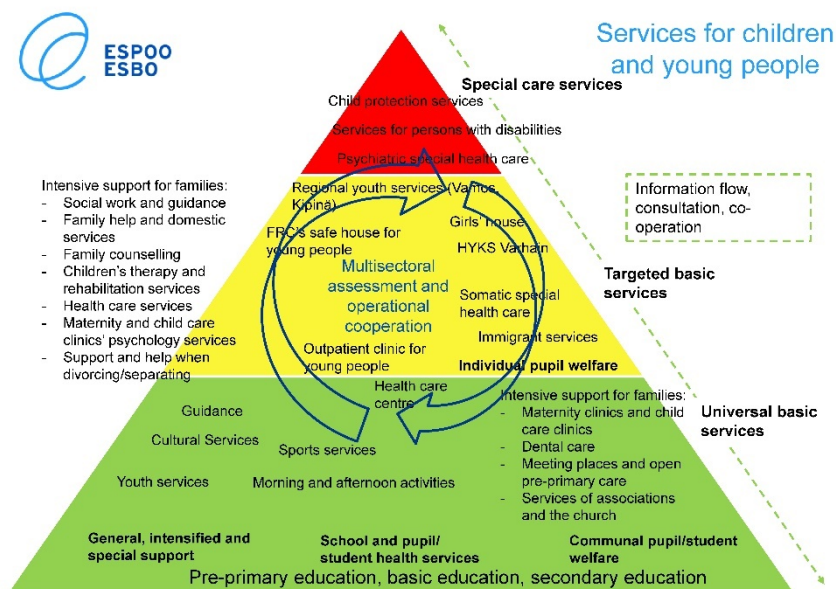 ESPOO
ESBO
Services for children
and young people
Special care services
Child protection services
Services for persons with disabilities
Psychiatric special health care
Intensive support for families:
- Social work and guidance
- Family help and domestic
services
- Family counselling
- Children's therapy and
rehabilitation services
- Health care services
- Maternity and child care
clinics' psychology services
- Support and help when
divorcing/separating
Regional youth services (Vamos,
Kipinä)
Girls' house
FRC's safe house for
young people
HYKS Varhain
Multisectoral
assessment and
operational
cooperation
Somatic special
health care
Immigrant services
Outpatient clinic for
young people
Individual pupil welfare
Information flow,
consultation, co-
operation
Targeted basic
services
Health care
centre
Guidance
Cultural Services
Sports services
Youth services
Morning and afternoon activities
Intensive support for families:
- Maternity clinics and child
care clinics
- Dental care
- Meeting places and open
pre-primary care
- Services of associations
and the church
Universal basic
services
General, intensified and
special support
School and pupil/
student health services
Communal pupil/student
welfare
Pre-primary education, basic education, secondary education